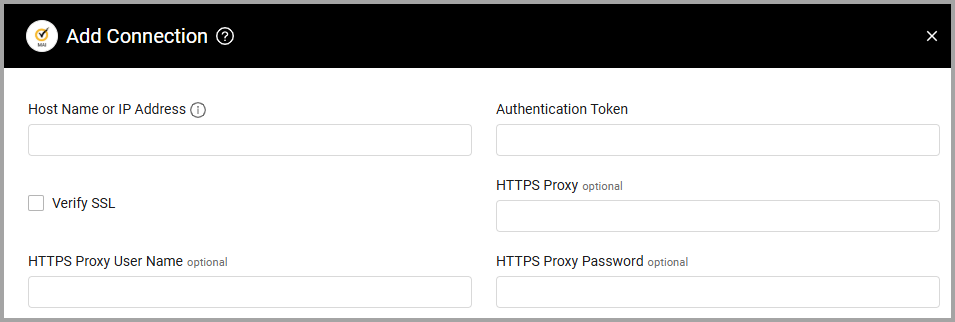 MAI
Add Connection
Host Name or IP Address
Authentication Token
Verify SSL
HTTPS Proxy optional
HTTPS Proxy User Name optional
HTTPS Proxy Password optional